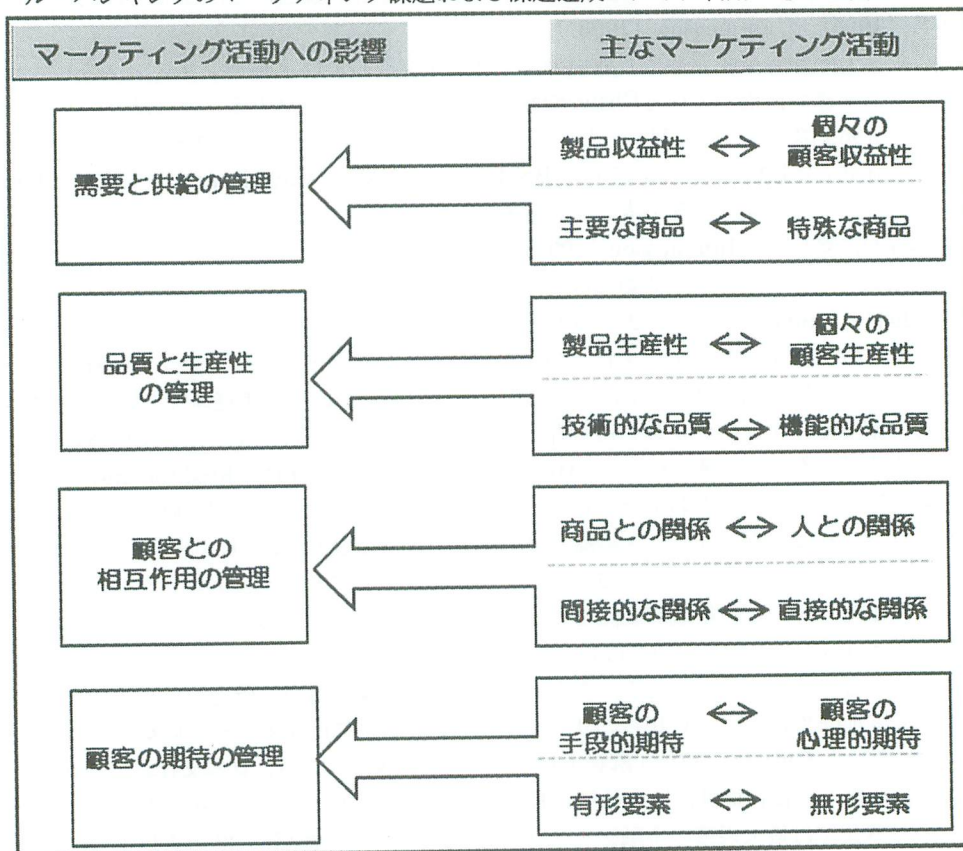 マーケティング活動への影響
主なマーケティング活動
需要と供給の管理
製品収益性 ⟷ 個々の
顧客収益性
主要な商品 ⟷ 特殊な商品
品質と生産性
の管理
製品生産性 ⟷ 個々の
顧客生産性
技術的な品質 ⟷ 機能的な品質
顧客との
相互作用の管理
商品との関係 ⟷ 人との関係
間接的な関係 ⟷ 直接的な関係
顧客の期待の管理
顧客の
手段的期待 ⟷ 顧客の
心理的期待
有形要素 ⟷ 無形要素